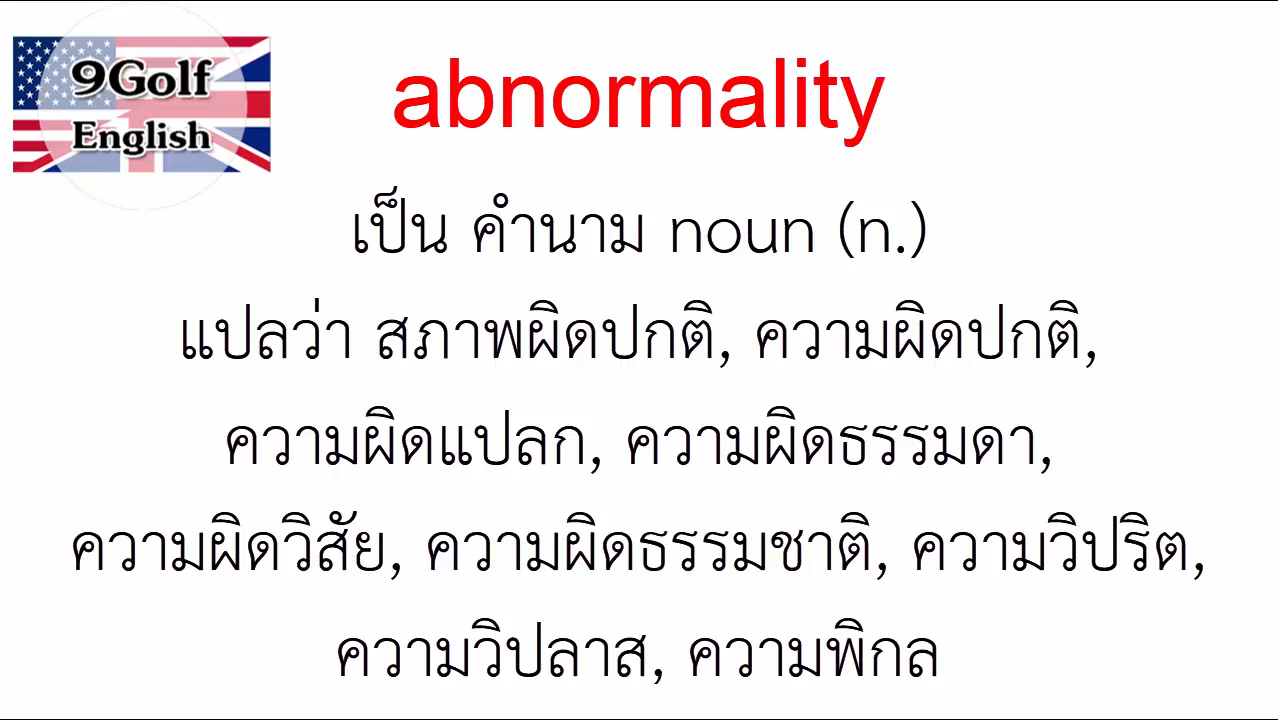 9Golf
English
abnormality
เป็น คำนาม noun (n.)
แปลว่า สภาพผิดปกติ, ความผิดปกติ,
ความผิดแปลก, ความผิดธรรมดา,
ความผิดวิสัย, ความผิดธรรมชาติ, ความวิปริต,
ความวิปลาส, ความพิกล